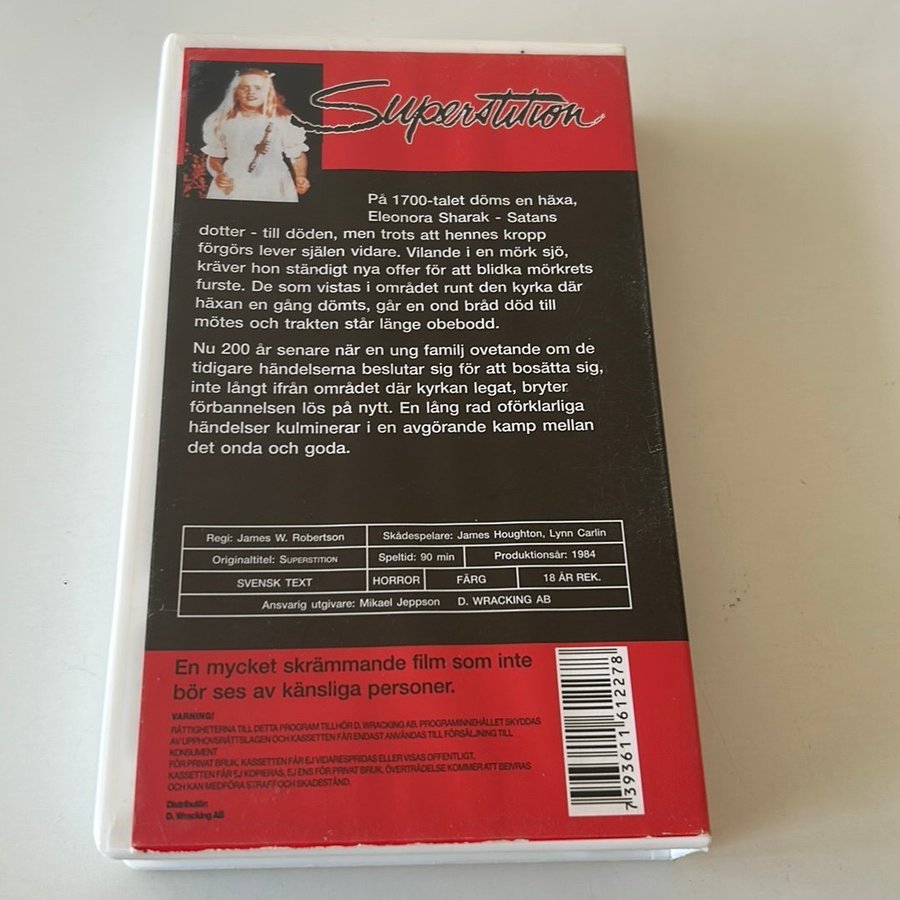 Superstition
På 1700-talet döms en häxa,
Eleonora Sharak - Satans
dotter - till döden, men trots att hennes kropp
förgörs lever själen vidare. Vilande i en mörk sjö,
kräver hon ständigt nya offer för att blidka mörkrets
furste. De som vistas i området runt den kyrka där
häxan en gång dömts, går en ond bråd död till
mötes och trakten står länge obebodd.
Nu 200 år senare när en ung familj ovetande om de
tidigare händelserna beslutar sig för att bosätta sig,
inte långt ifrån området där kyrkan legat, bryter
förbannelsen lös på nytt. En lång rad oförklarliga
händelser kulminerar i en avgörande kamp mellan
det onda och goda.
Regi: James W. Robertson
Skådespelare: James Houghton, Lynn Carlin
Originaltitel: SUPERSTITION
Speltid: 90 min
Produktionsår: 1984
SVENSK TEXT
HORROR
FÄRG
18 ÅR REK.
Ansvarig utgivare: Mikael Jeppson D. WRACKING AB
En mycket skrämmande film som inte
bör ses av känsliga personer.
VARNING!
RÄTTIGHETERNA TILL DETTA PROGRAM TILLHÖR D. WRACKING AB. PROGRAMINNEHÅLLET SKYDDAS
AV UPPHOVSRÄTTSLAGEN OCH KASSETTEN FÅR ENDAST ANVÄNDAS TILL FÖRSÄLJNING TILL
KONSUMENT
FÖR PRIVAT BRUK. KASSETTEN FÅR EJ VIDARESPRIDAS ELLER VISAS OFFENTLIGT.
KASSETTEN FÅR EJ KOPIERAS, EJ ENS FÖR PRIVAT BRUK. ÖVERTRÄDELSE KOMMER ATT BEIVRAS
OCH KAN MEDFÖRA STRAFF OCH SKADESTÅND.
Distributör:
D. Wracking AB
7393611612278